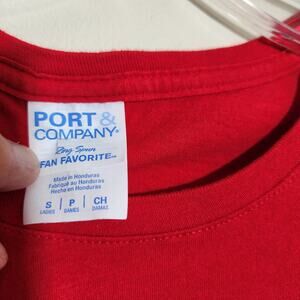 PORT &
COMPANY®
Ring Spun
FAN FAVORITE™
Made in Honduras
Fabriqué au Honduras
Hecho en Honduras
S | P | CH
LADIES | DAMES | DAMAS